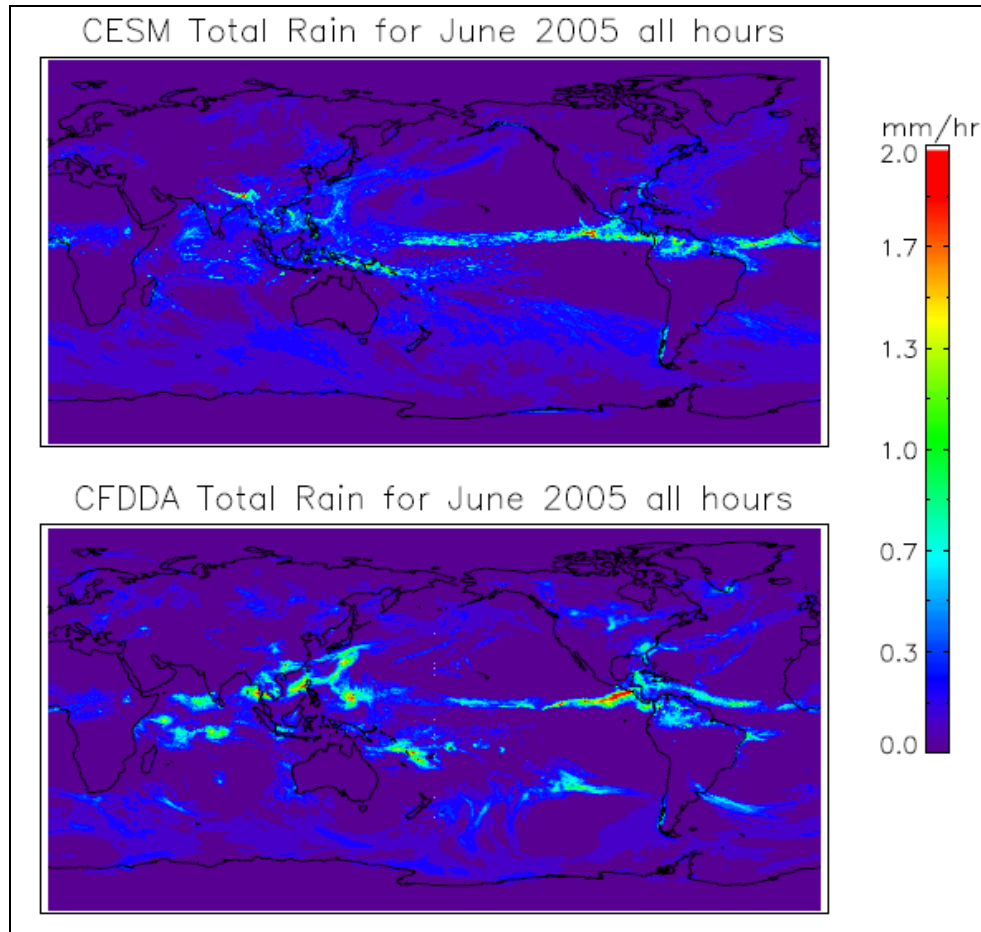 CESM Total Rain for June 2005 all hours
mm/hr
2.0
1.7
1.3
1.0
0.7
0.3
0.0
CFDDA Total Rain for June 2005 all hours